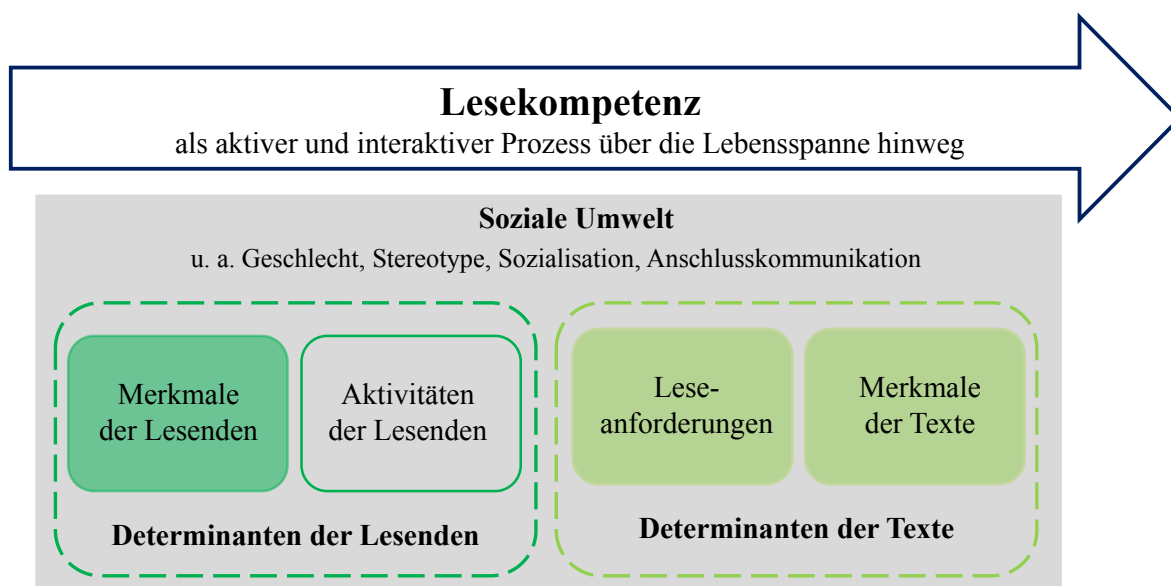 Lesekompetenz
als aktiver und interaktiver Prozess über die Lebensspanne hinweg
Soziale Umwelt
u. a. Geschlecht, Stereotype, Sozialisation, Anschlusskommunikation
Merkmale
der Lesenden
Aktivitäten
der Lesenden
Determinanten der Lesenden
Lese-
anforderungen
Merkmale
der Texte
Determinanten der Texte